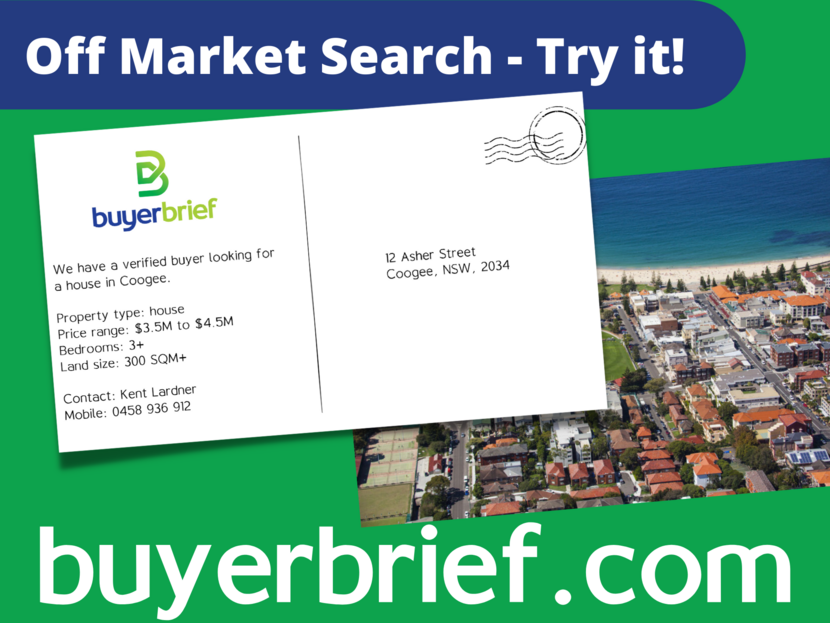 Off Market Search - Try it!
buyerbrief
We have a verified buyer looking for
a house in Coogee.
Property type: house
Price range: $3.5M to $4.5M
Bedrooms: 3+
Land size: 300 SQM+
Contact: Kent Lardner
Mobile: 0458 936 912
12 Asher Street
Coogee, NSW, 2034
buyerbrief.com